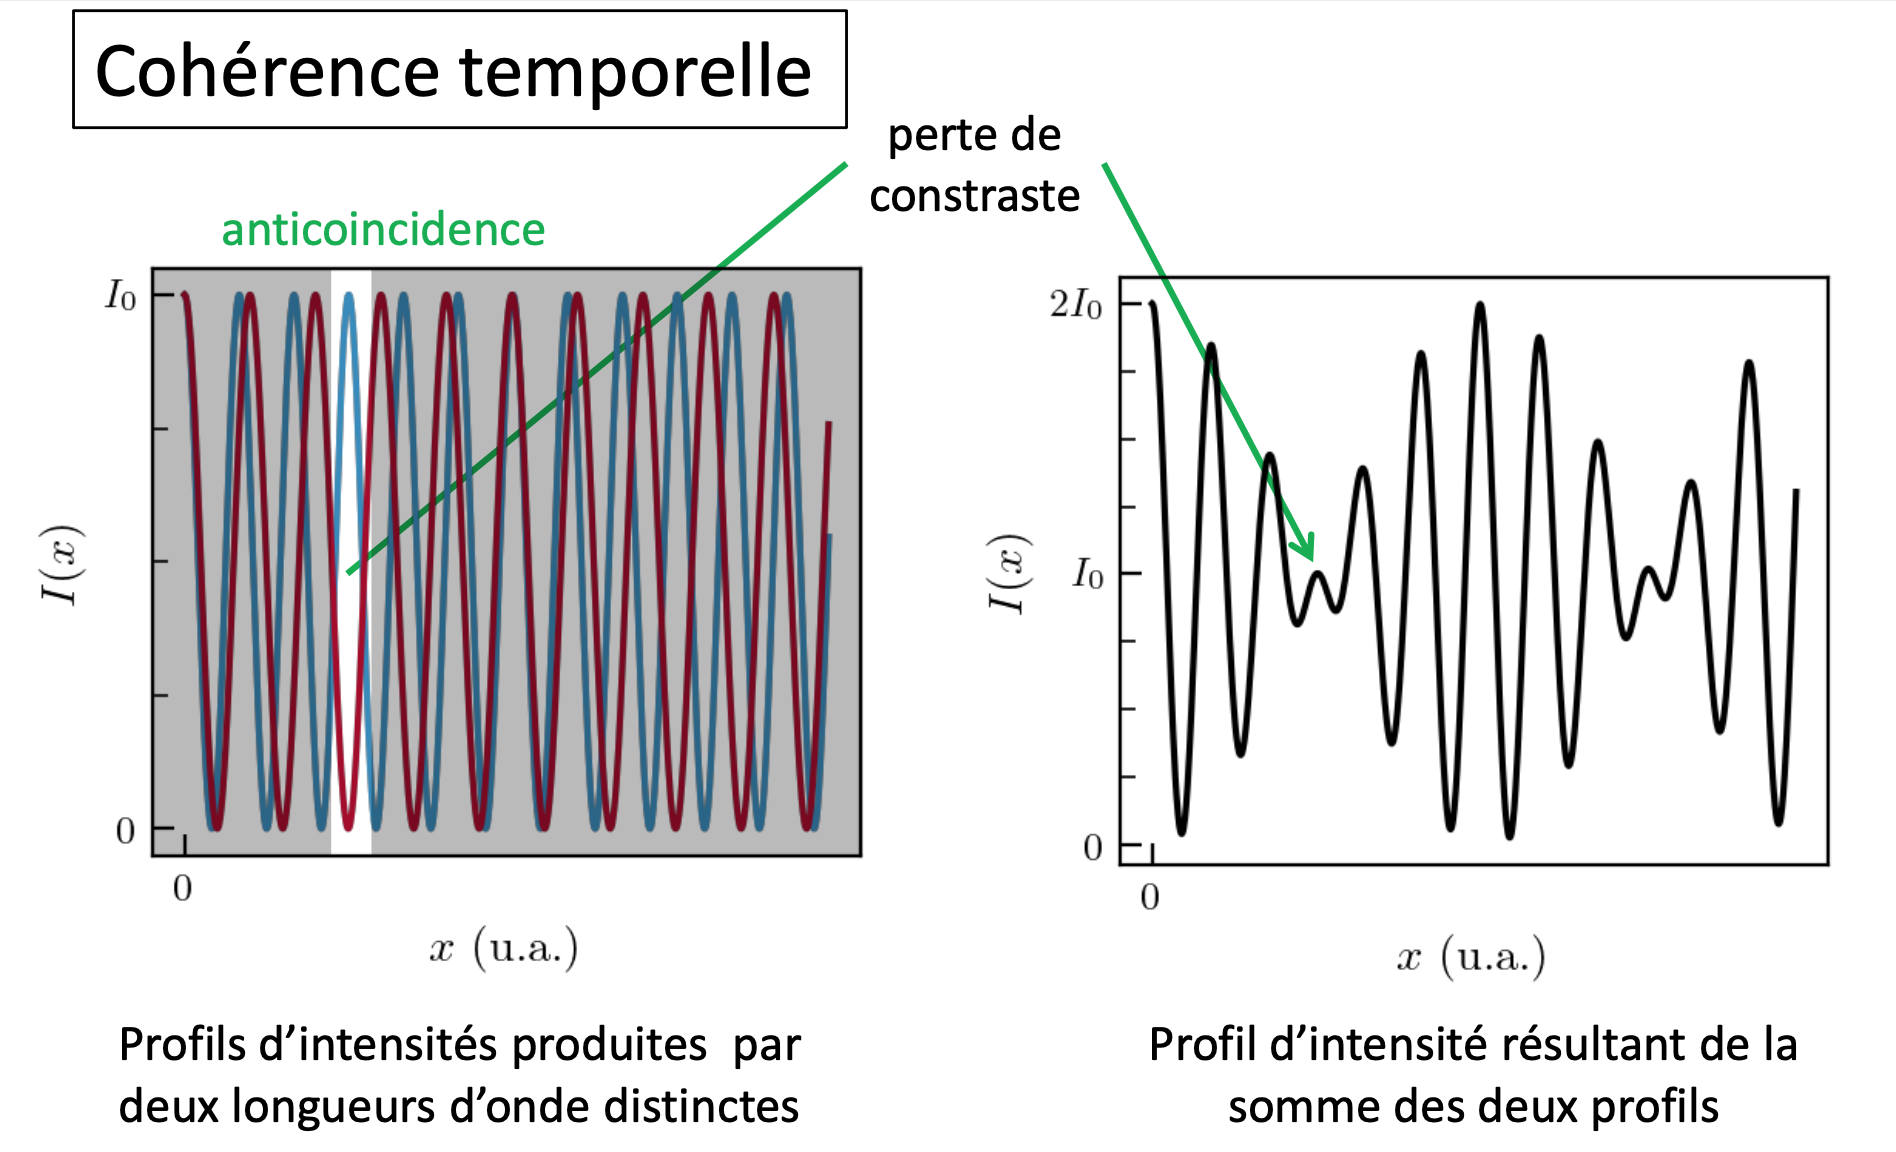 Cohérence temporelle
perte de
constraste
anticoincidence
I₀
0
0
I(x)
x (u.a.)
2I₀
I₀
0
0
I(x)
x (u.a.)
Profils d’intensités produites  par
deux longueurs d’onde distinctes
Profil d’intensité résultant de la
somme des deux profils